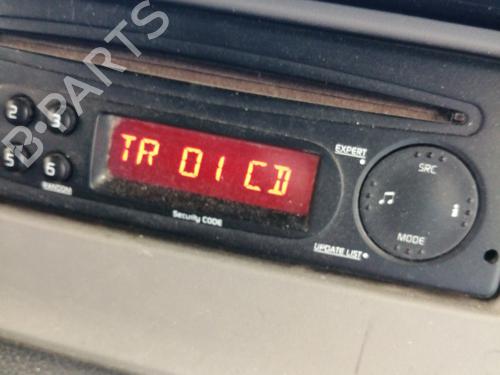 B-PARTS
2
3
5
6
RANDOM
TR 01 CD
Security CODE
EXPERT
SRC
MODE
UPDATE LIST